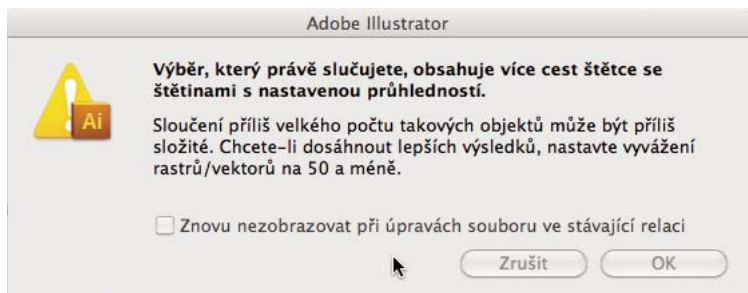 Adobe Illustrator
Výběr, který právě slučujete, obsahuje více cest štětce se
štětinami s nastavenou průhledností.
Ai
Sloučení příliš velkého počtu takových objektů může být příliš
složité. Chcete-li dosáhnout lepších výsledků, nastavte vyvážení
rastrů/vektorů na 50 a méně.
Znovu nezobrazovat při úpravách souboru ve stávající relaci
Zrušit
OK